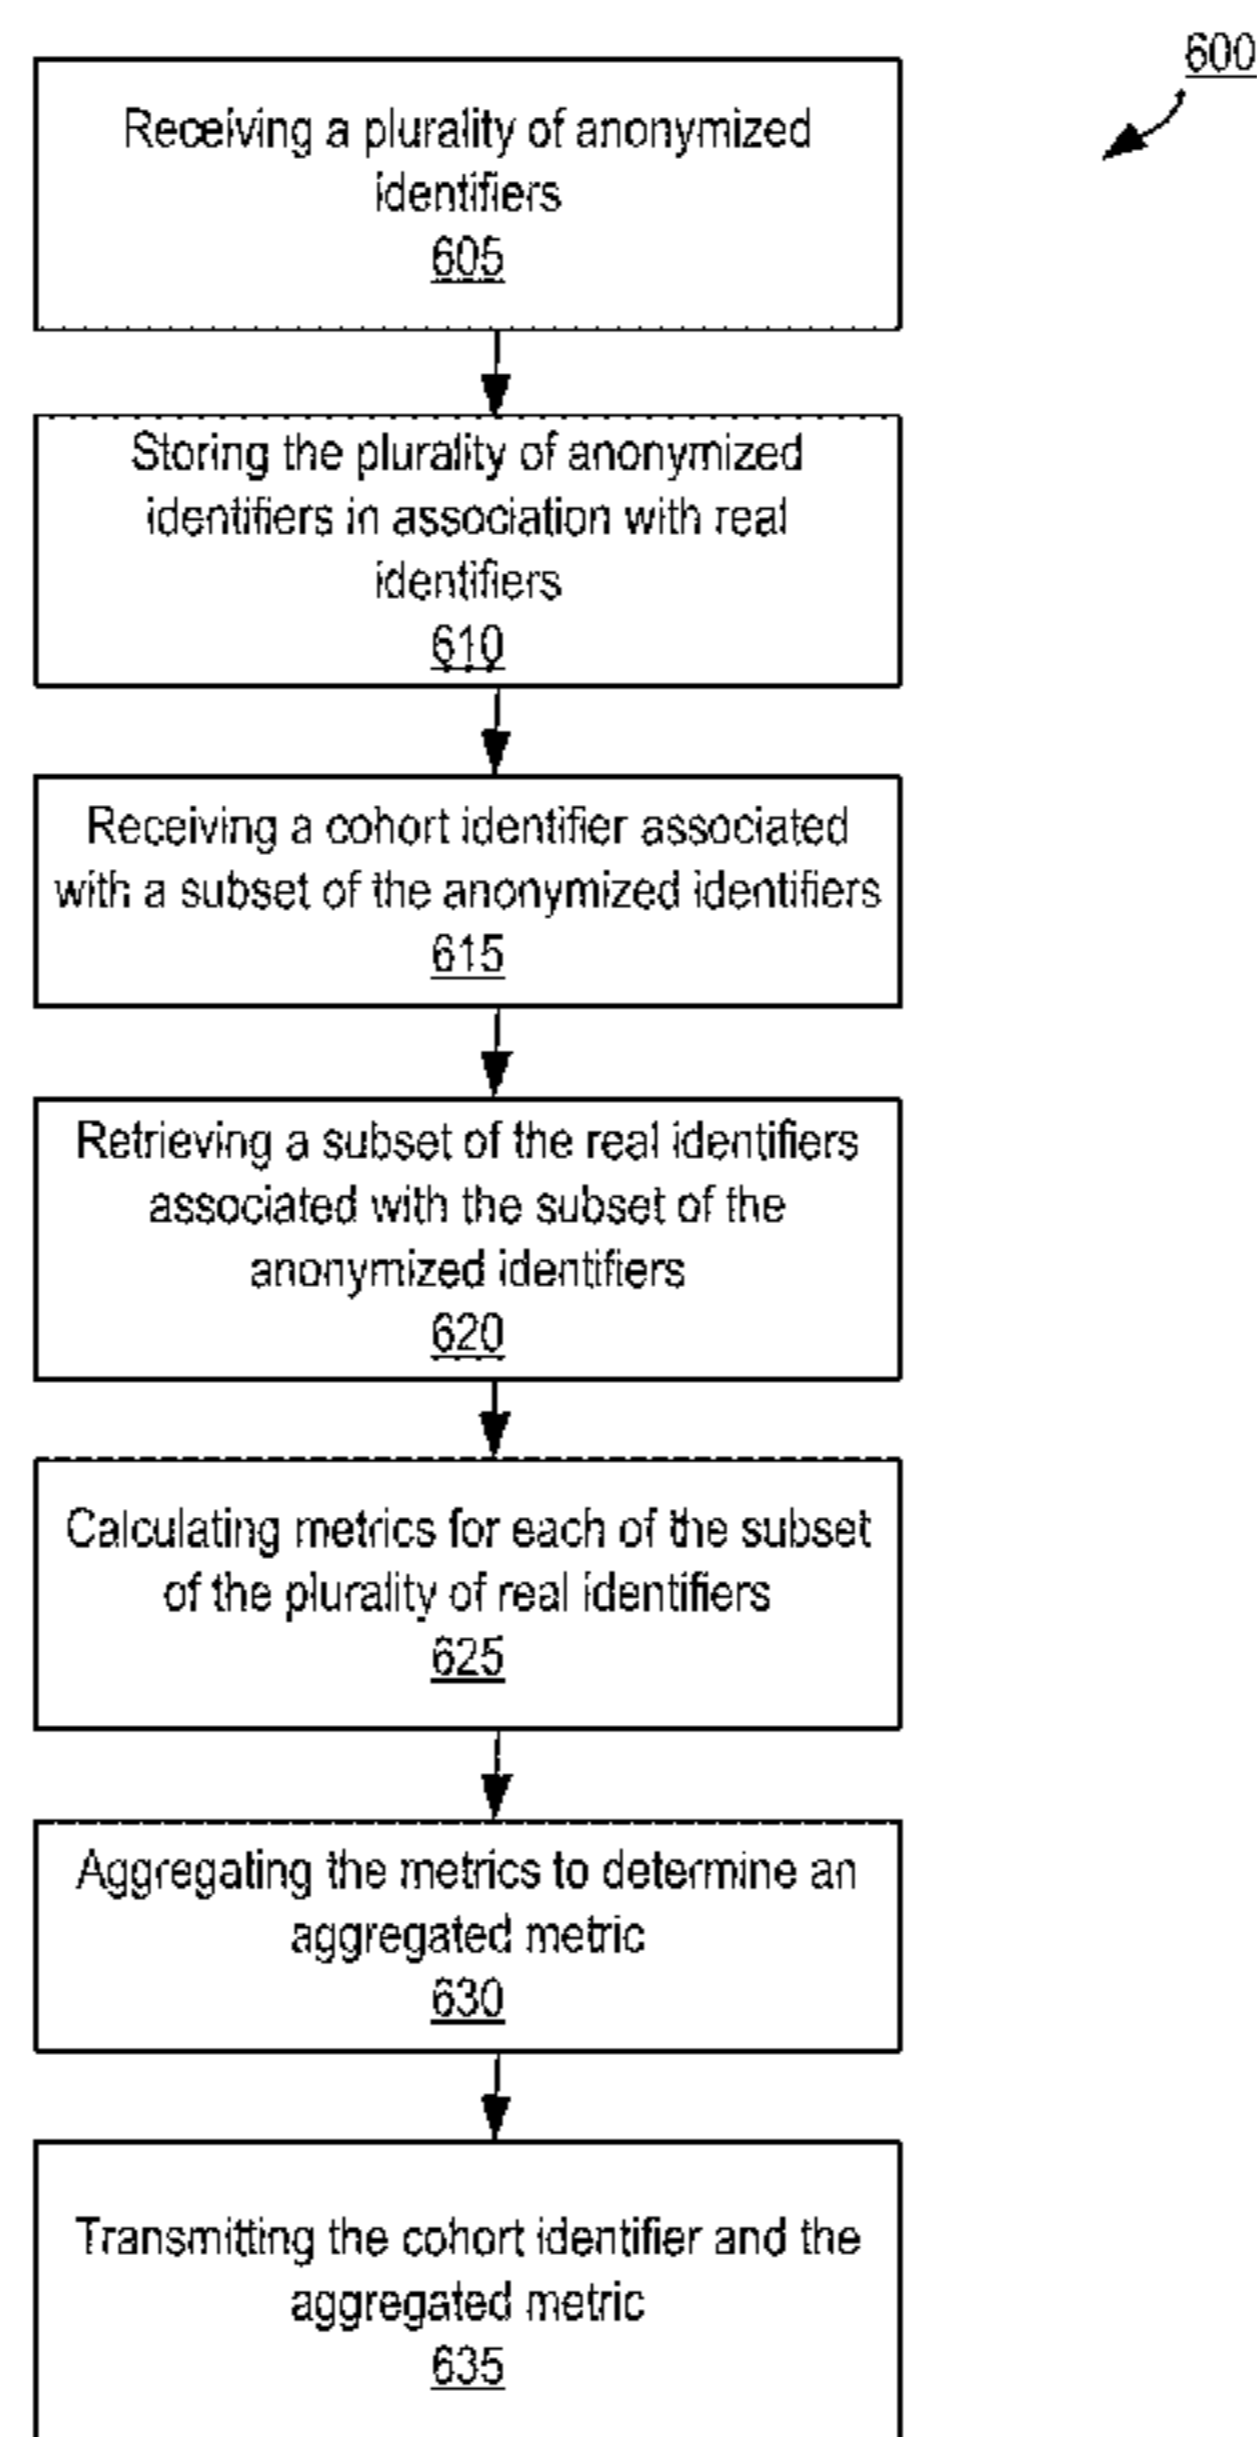 600
Receiving a plurality of anonymized
identifiers
605
Storing the plurality of anonymized
identifiers in association with real
identifiers
610
Receiving a cohort identifier associated
with a subset of the anonymized identifiers
615
Retrieving a subset of the real identifiers
associated with the subset of the
anonymized identifiers
620
Calculating metrics for each of the subset
of the plurality of real identifiers
625
Aggregating the metrics to determine an
aggregated metric
630
Transmitting the cohort identifier and the
aggregated metric
635